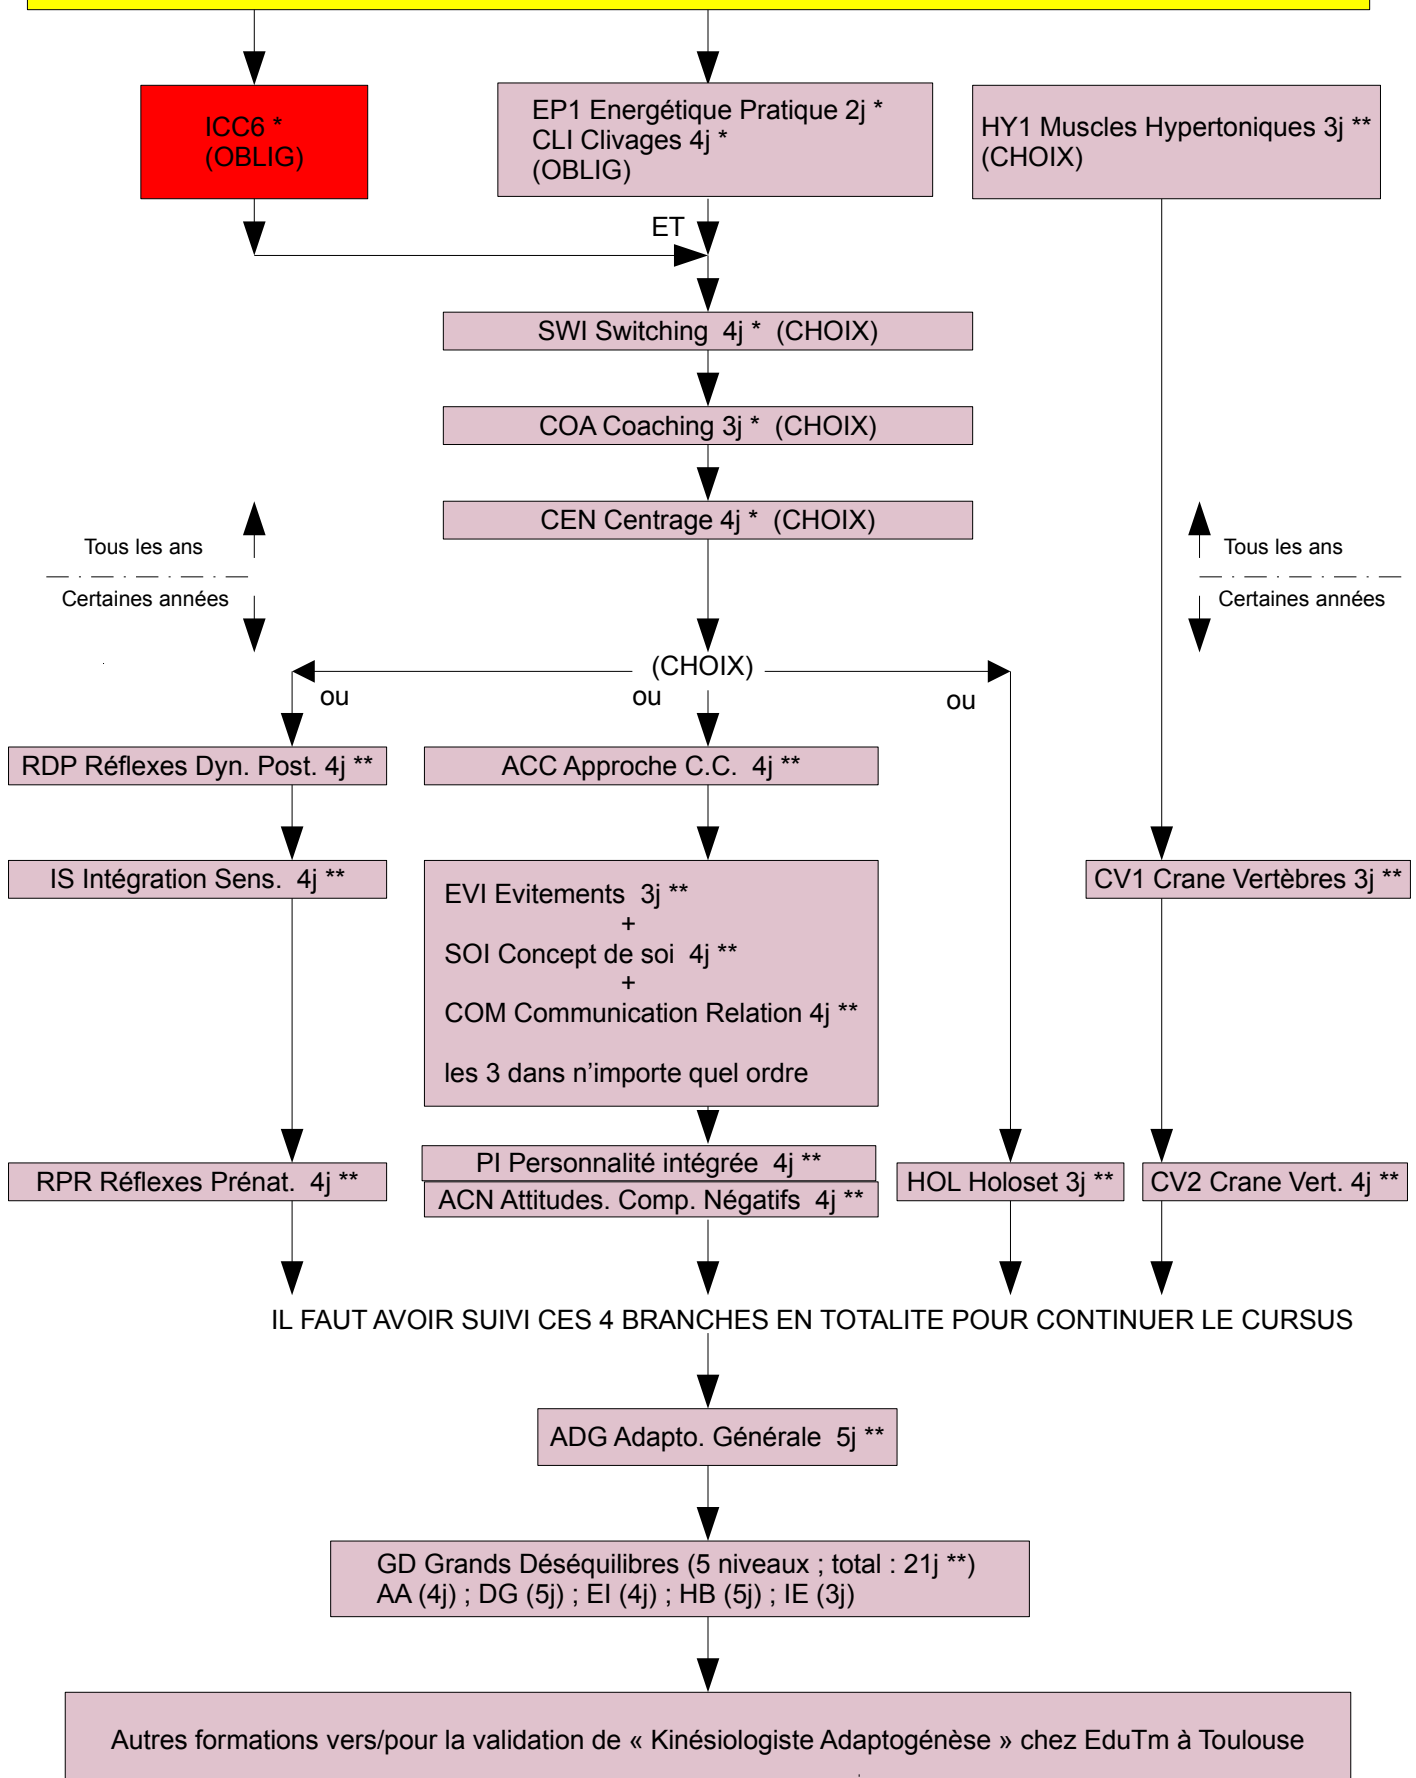 ICC6 *
(OBLIG)
EP1 Energétique Pratique 2j *
CLI Clivages 4j *
(OBLIG)
HY1 Muscles Hypertoniques 3j **
(CHOIX)
ET
SWI Switching 4j * (CHOIX)
COA Coaching 3j * (CHOIX)
CEN Centrage 4j * (CHOIX)
Tous les ans
Certaines années
Tous les ans
Certaines années
(CHOIX)
ou
ou
ou
RDP Réflexes Dyn. Post. 4j **
ACC Approche C.C. 4j **
IS Intégration Sens. 4j **
EVI Evitements 3j **
+
SOI Concept de soi 4j **
+
COM Communication Relation 4j **
les 3 dans n’importe quel ordre
CV1 Crane Vertèbres 3j **
RPR Réflexes Prénat. 4j **
PI Personnalité intégrée 4j **
ACN Attitudes. Comp. Négatifs 4j **
HOL Holoset 3j **
CV2 Crane Vert. 4j **
IL FAUT AVOIR SUIVI CES 4 BRANCHES EN TOTALITE POUR CONTINUER LE CURSUS
ADG Adapto. Générale 5j **
GD Grands Déséquilibres (5 niveaux ; total : 21j **)
AA (4j) ; DG (5j) ; EI (4j) ; HB (5j) ; IE (3j)
Autres formations vers/pour la validation de « Kinésiologiste Adaptogénèse » chez EduTm à Toulouse